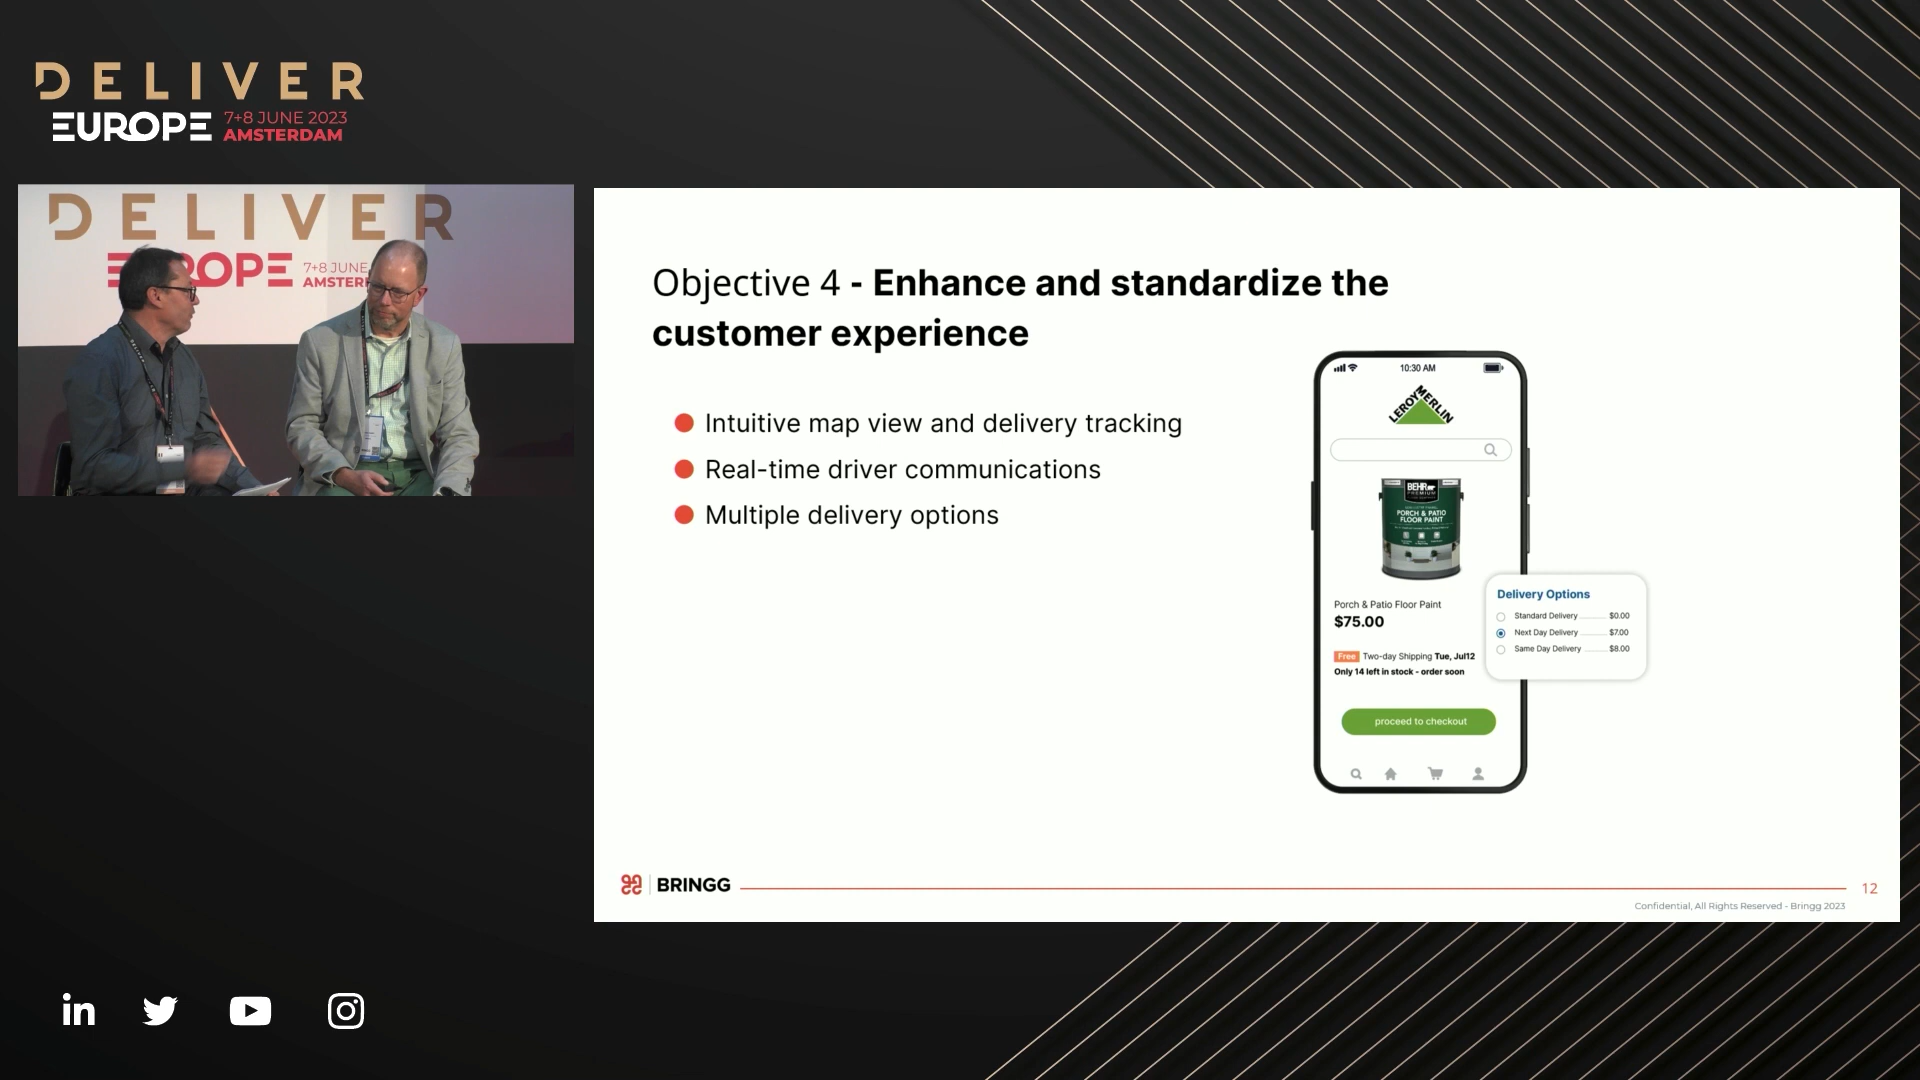 DELIVER
EUROPE 7+8 JUNE 2023
AMSTERDAM
DELIVER
EUROPE 7+8 JUNE
AMSTER
Objective 4 - Enhance and standardize the
customer experience
Intuitive map view and delivery tracking
Real-time driver communications
Multiple delivery options
10:30 AM
LEROY MERLIN
BEHR
PREMIUM
PORCH & PATIO
FLOOR PAINT
Porch & Patio Floor Paint
$75.00
Free Two-day Shipping Tue, Jul12
Only 14 left in stock - order soon
proceed to checkout
Delivery Options
Standard Delivery $0.00
Next Day Delivery $7.00
Same Day Delivery $8.00
BRINGG
12
Confidential, All Rights Reserved - Bringg 2023
in